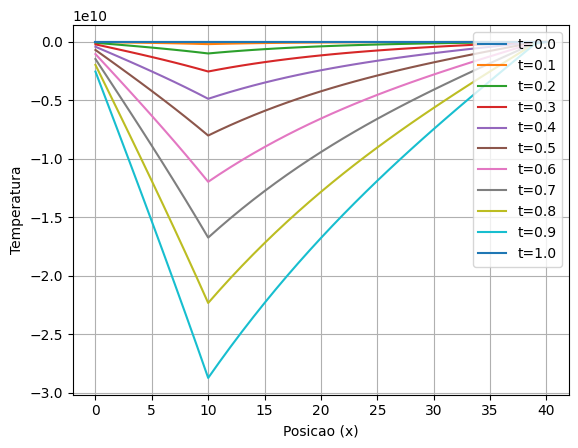 1e10
0.0
−0.5
−1.0
−1.5
−2.0
−2.5
−3.0
Temperatura
0
5
10
15
20
25
30
35
40
Posicao (x)
t=0.0
t=0.1
t=0.2
t=0.3
t=0.4
t=0.5
t=0.6
t=0.7
t=0.8
t=0.9
t=1.0